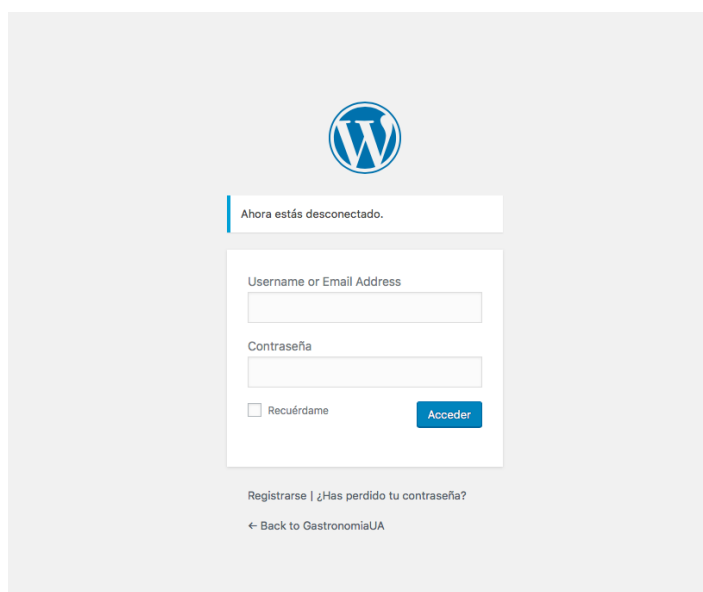 Ahora estás desconectado.
Username or Email Address
Contraseña
Recuérdame
Acceder
Registrarse | ¿Has perdido tu contraseña?
← Back to GastronomiaUA